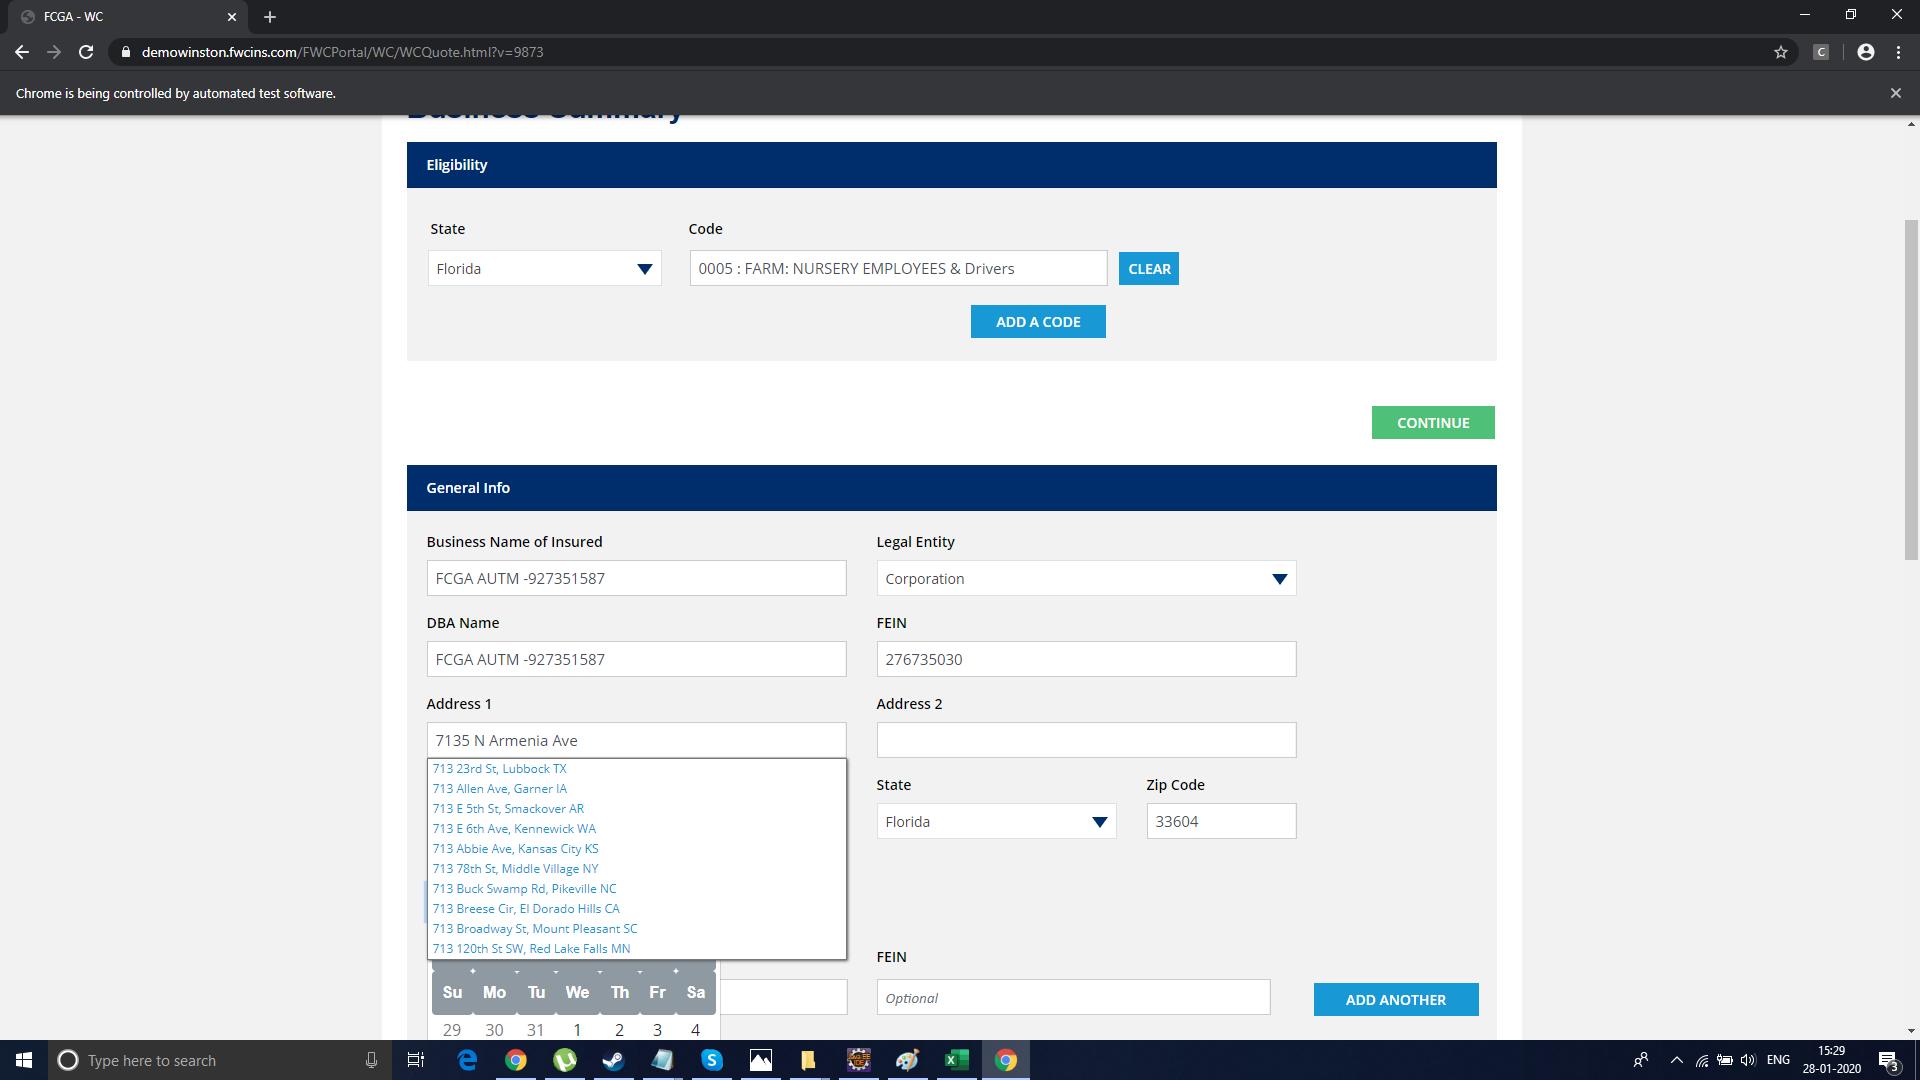 FCGA - WC
demowinston.fwcins.com/FWCPortal/WC/WCQuote.html?v=9873
C
Chrome is being controlled by automated test software.
Business Summary
Eligibility
State
Code
Florida
0005 : FARM: NURSERY EMPLOYEES & Drivers
CLEAR
ADD A CODE
CONTINUE
General Info
Business Name of Insured
Legal Entity
FCGA AUTM -927351587
Corporation
DBA Name
FEIN
FCGA AUTM -927351587
276735030
Address 1
Address 2
7135 N Armenia Ave
713 23rd St, Lubbock TX
713 Allen Ave, Garner IA
713 E 5th St, Smackover AR
713 E 6th Ave, Kennewick WA
713 Abbie Ave, Kansas City KS
713 78th St, Middle Village NY
713 Buck Swamp Rd, Pikeville NC
713 Breese Cir, El Dorado Hills CA
713 Broadway St, Mount Pleasant SC
713 120th St SW, Red Lake Falls MN
State
Zip Code
Florida
33604
FEIN
Optional
ADD ANOTHER
Su Mo Tu We Th Fr Sa
29 30 31 1 2 3 4
Type here to search
ENG
15:29
28-01-2020
3